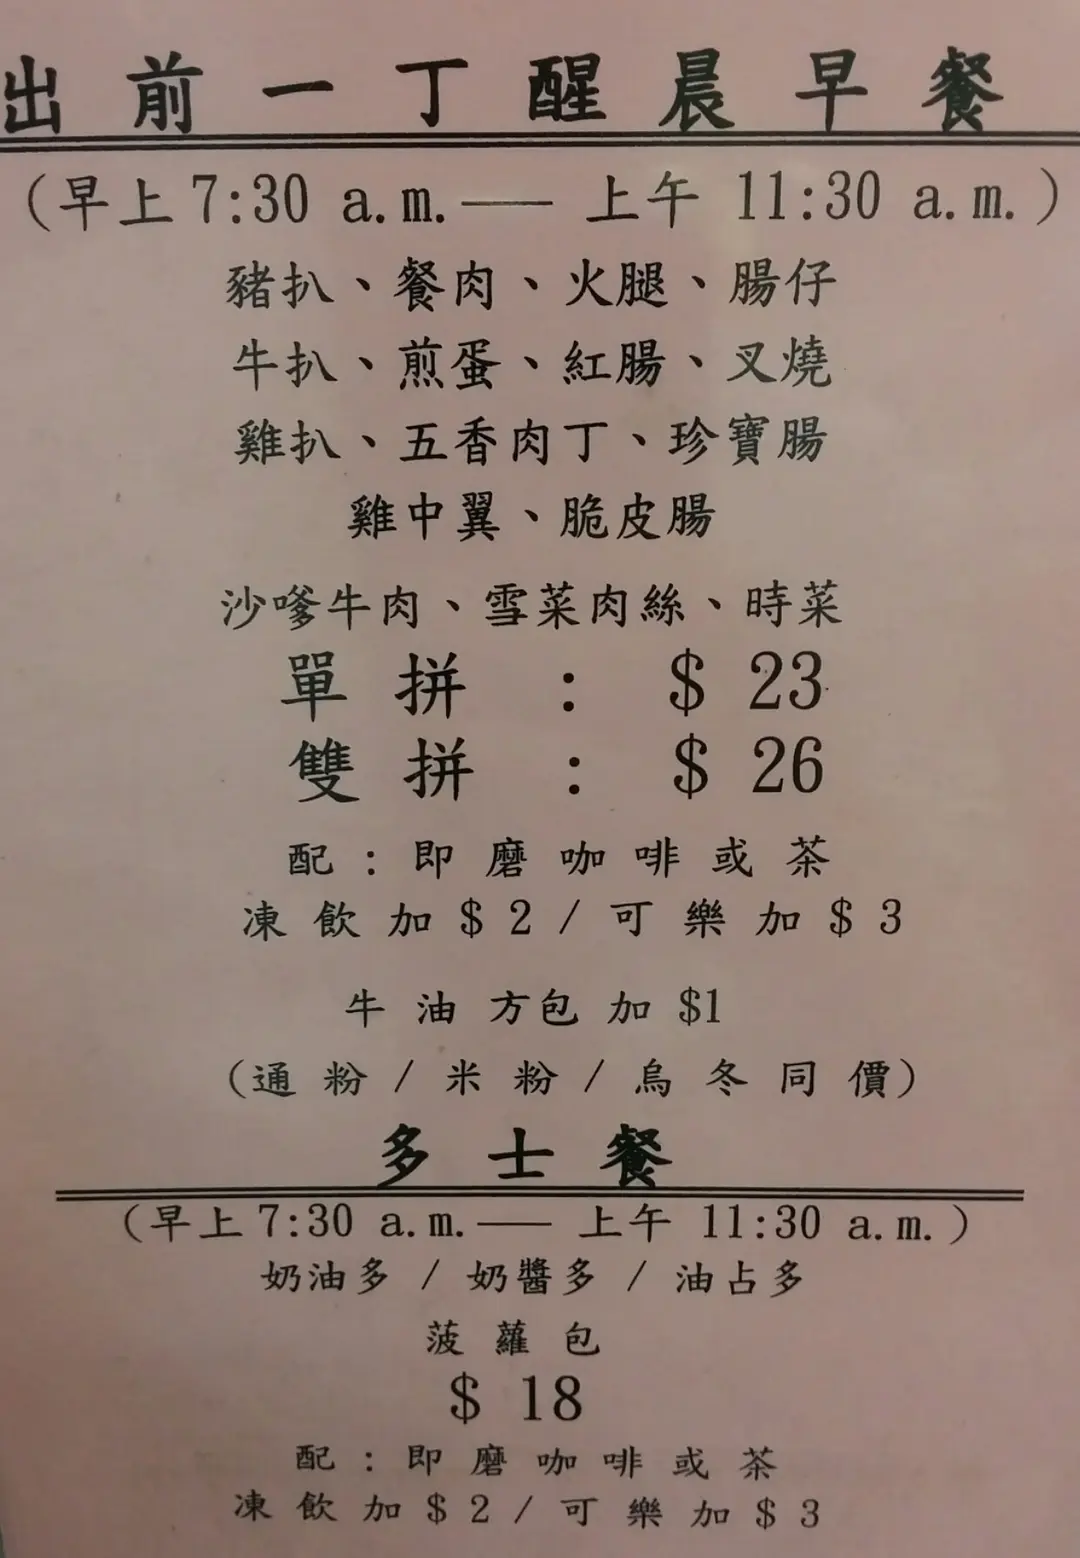 出前一丁醒晨早餐
(早上7:30 a.m.—— 上午 11:30 a.m.)
豬扒、餐肉、火腿、腸仔
牛扒、煎蛋、紅腸、叉燒
雞扒、五香肉丁、珍寶腸
雞中翼、脆皮腸
沙嗲牛肉、雪菜肉絲、時菜
單拼 : $ 23
雙拼 : $ 26
配:即磨咖啡或茶
凍飲加$2/可樂加$3
牛油方包加$1
(通粉/米粉/烏冬同價)
多士餐
(早上7:30 a.m.—— 上午 11:30 a.m.)
奶油多/奶醬多/油占多
菠蘿包
$ 18
配:即磨咖啡或茶
凍飲加$2/可樂加$3